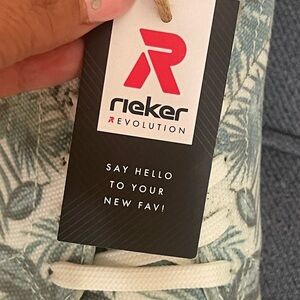 R
rieker
REVOLUTION
SAY HELLO
TO YOUR
NEW FAV!